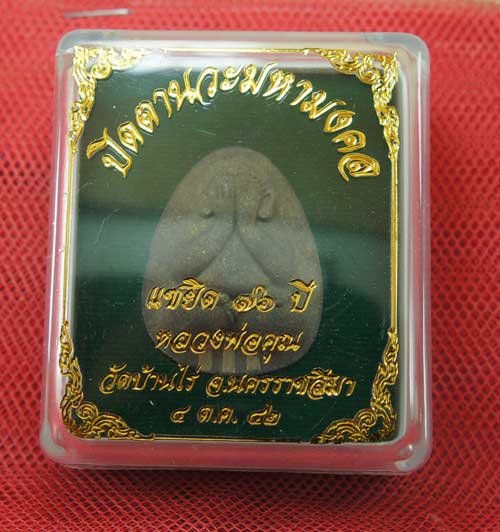 ปิดตานวะมหามงคล
แซยิด ๗๖ ปี
หลวงพ่อคูณ
วัดบ้านไร่ อ.นครราชสีมา
๔ ต.ค. ๔๒